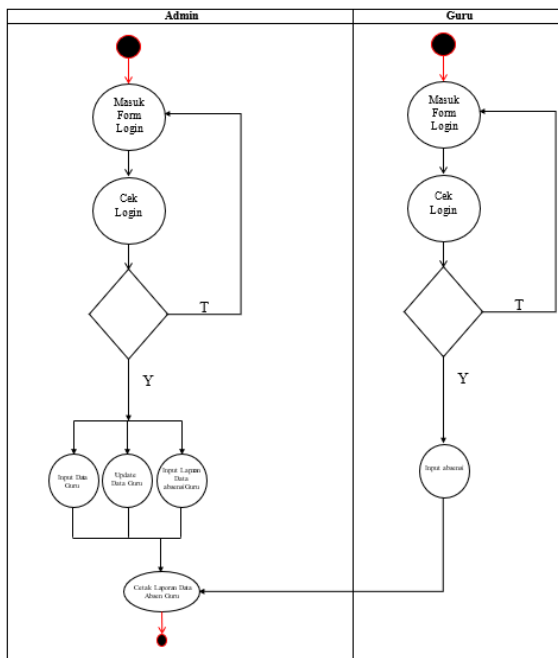 Admin
Guru
Masuk
Form
Login
Cek
Login
T
Y
Input Data
Guru
Update
Data Guru
Input Laporan
Data
absensi Guru
Cetak Laporan Data
Absen Guru
Masuk
Form
Login
Cek
Login
T
Y
Input absensi